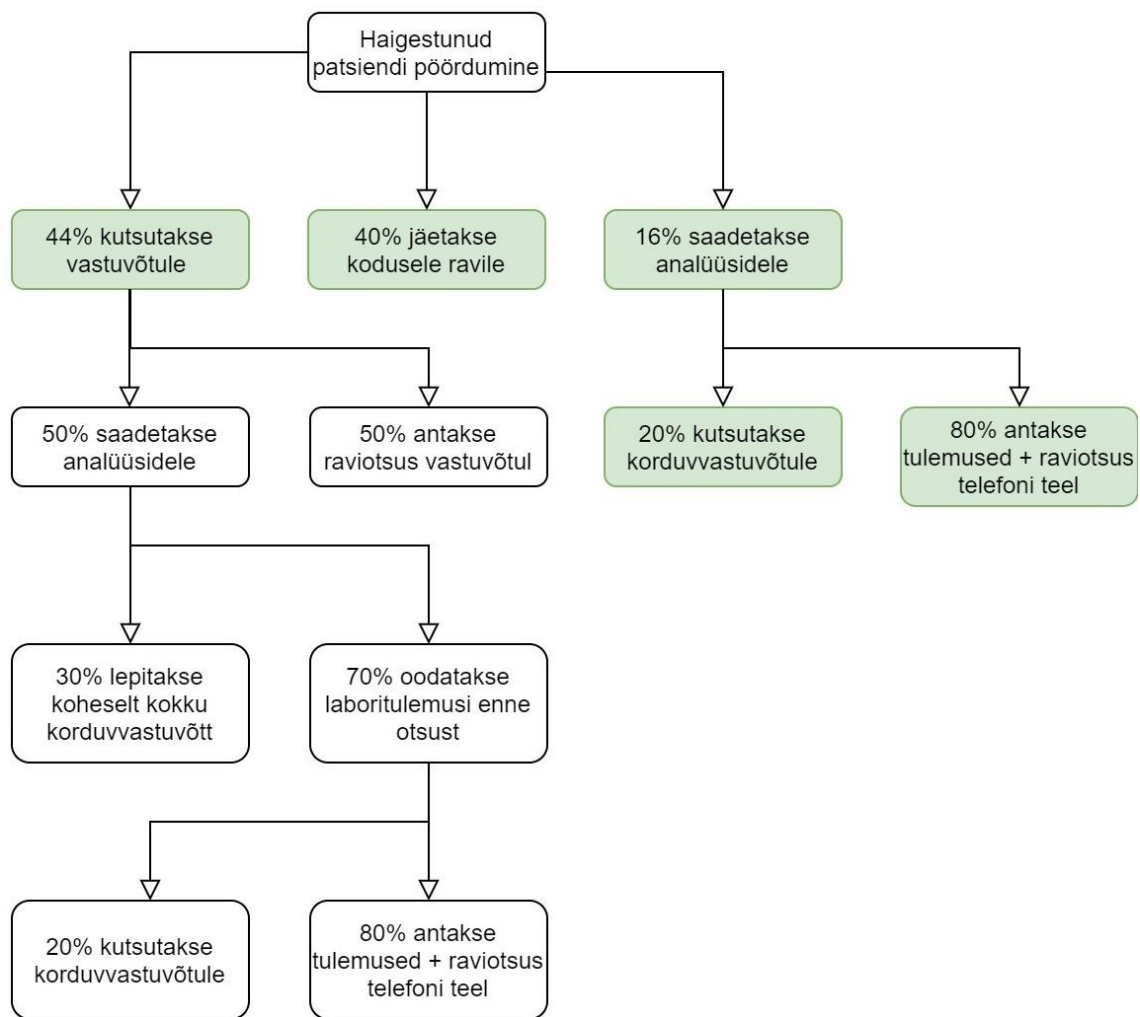 Haigestunud
patsiendi pöördumine
44% kutsutakse
vastuvõtule
40% jäetakse
kodusele ravile
16% saadetakse
analüüsidele
50% saadetakse
analüüsidele
50% antakse
raviotsus vastuvõtul
20% kutsutakse
korduvvastuvõtule
80% antakse
tulemused + raviotsus
telefoni teel
30% lepitakse
koheselt kokku
korduvvastuvõtt
70% oodatakse
laboritulemusi enne
otsust
20% kutsutakse
korduvvastuvõtule
80% antakse
tulemused + raviotsus
telefoni teel